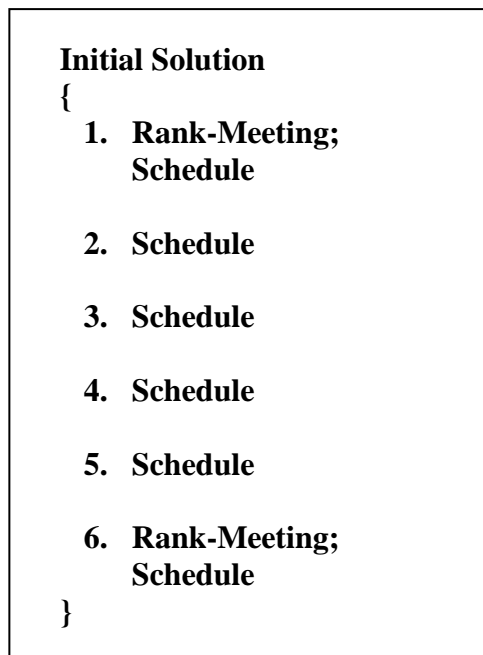 Initial Solution
{
1. Rank-Meeting;
Schedule
2. Schedule
3. Schedule
4. Schedule
5. Schedule
6. Rank-Meeting;
Schedule
}